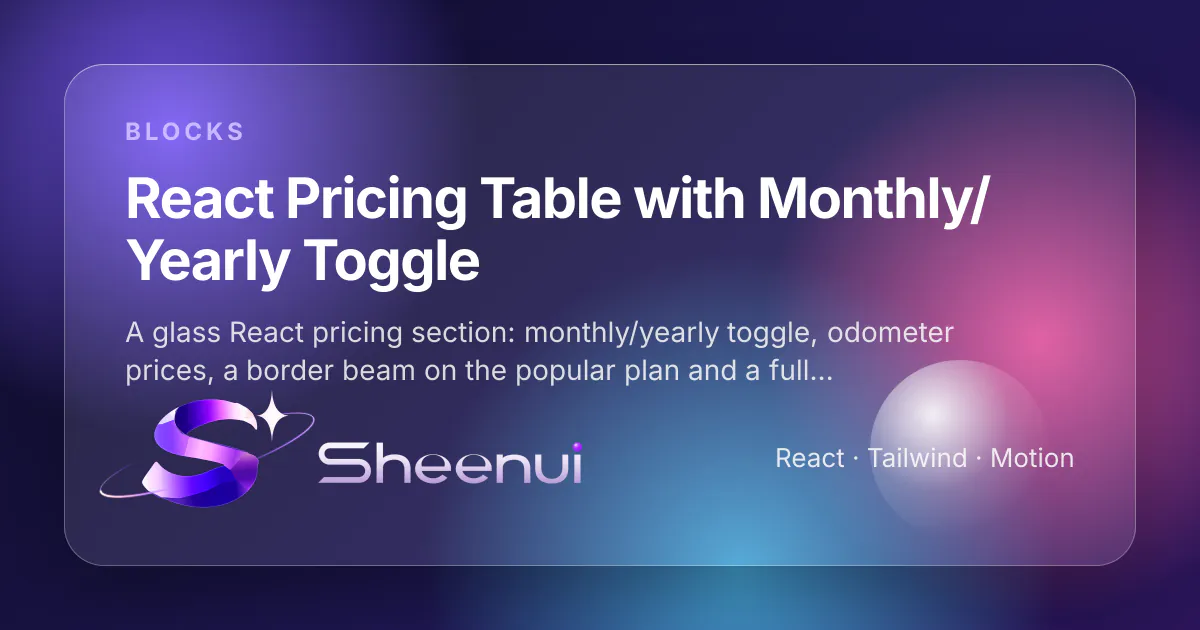 BLOCKS
React Pricing Table with Monthly/
Yearly Toggle
A glass React pricing section: monthly/yearly toggle, odometer
prices, a border beam on the popular plan and a full...
Sheenui
React · Tailwind · Motion